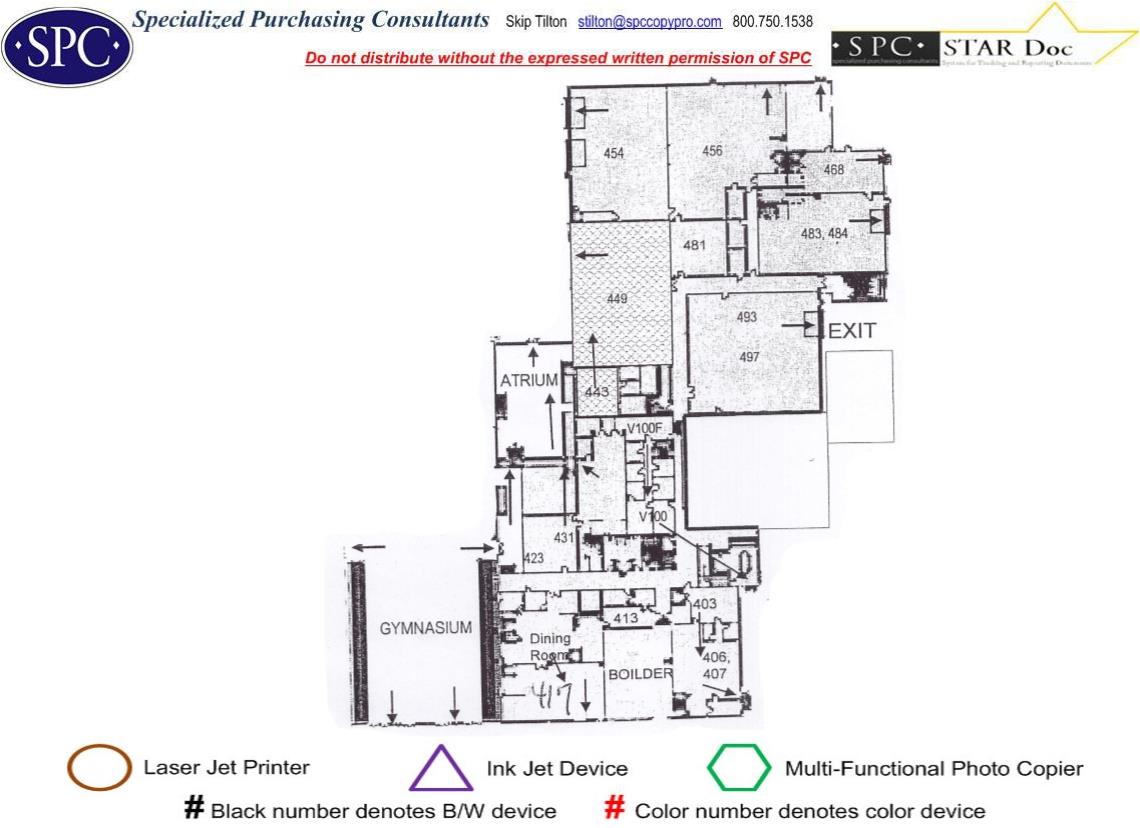 Specialized Purchasing Consultants Skip Tilton stilton@spccopypro.com 800.750.1538
·SPC·
Do not distribute without the expressed written permission of SPC
·SPC· STAR Doc
specialized purchasing consultants System for Tracking and Reporting Documents
454
456
468
483, 484
481
449
493
EXIT
497
ATRIUM
443
V100F
V100
431
423
GYMNASIUM
403
413
Dining
Room
406,
407
BOILDER
417
Laser Jet Printer
Ink Jet Device
Multi-Functional Photo Copier
# Black number denotes B/W device
# Color number denotes color device